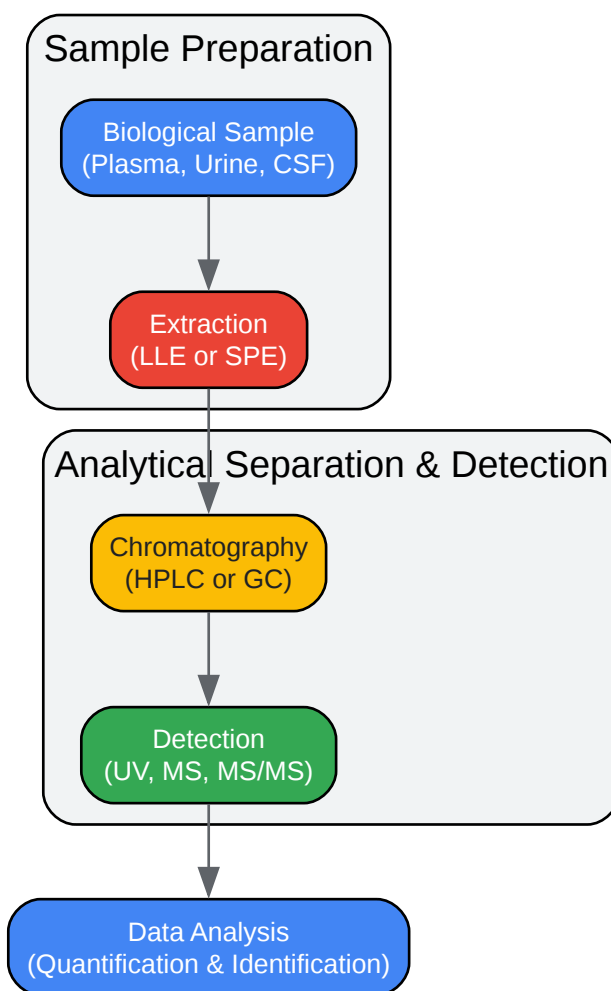 Sample Preparation
Biological Sample
(Plasma, Urine, CSF)
Extraction
(LLE or SPE)
Analytical Separation & Detection
Chromatography
(HPLC or GC)
Detection
(UV, MS, MS/MS)
Data Analysis
(Quantification & Identification)